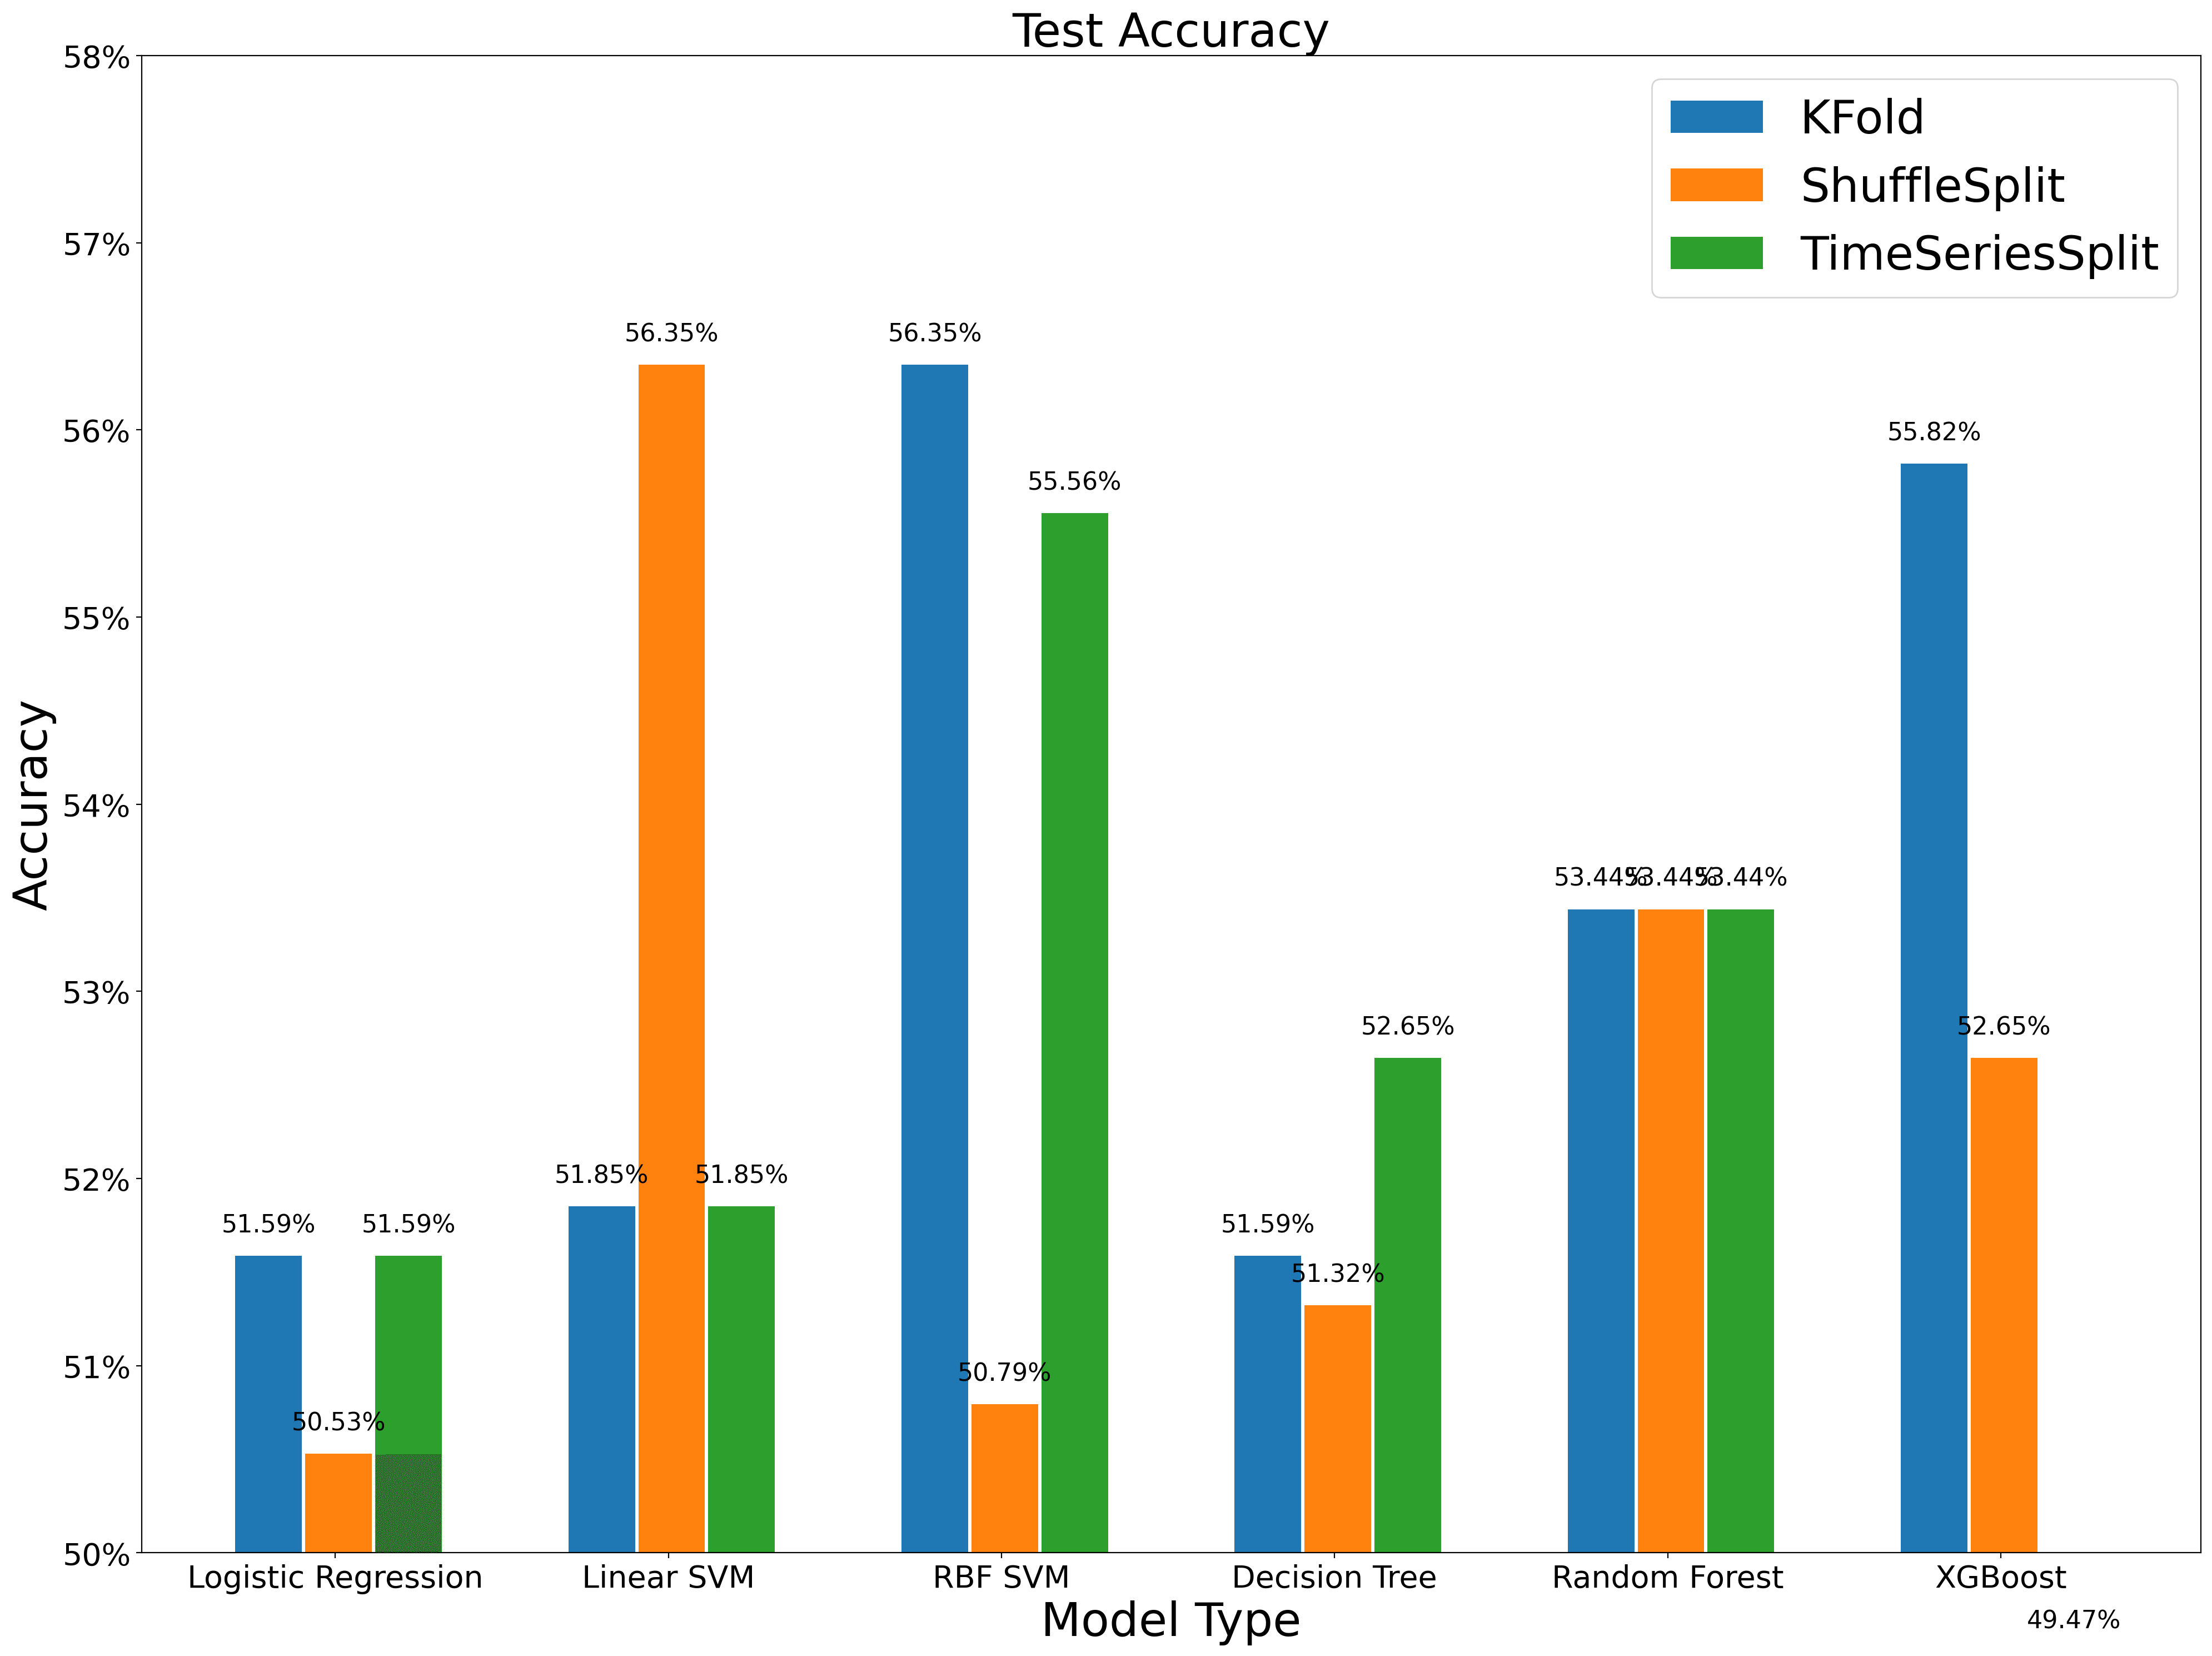 Test Accuracy
58%
57%
56%
55%
54%
53%
52%
51%
50%
Accuracy
KFold
ShuffleSplit
TimeSeriesSplit
51.59%
50.53%
51.59%
51.85%
56.35%
51.85%
56.35%
50.79%
55.56%
51.59%
51.32%
52.65%
53.44%
53.44%
53.44%
55.82%
52.65%
49.47%
Logistic Regression
Linear SVM
RBF SVM
Decision Tree
Random Forest
XGBoost
Model Type